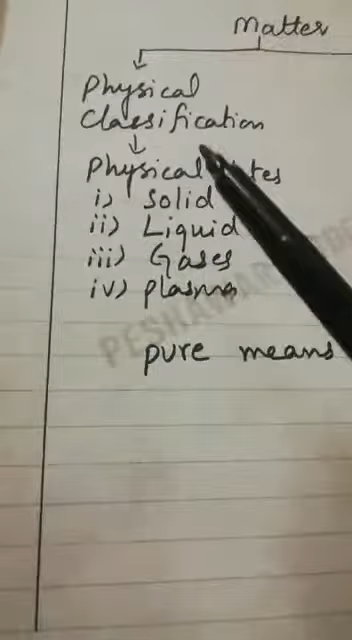 Matter
Physical
Classification
Physical
i) Solid
ii) Liquid
iii) Gases
iv) Plasma
pure means